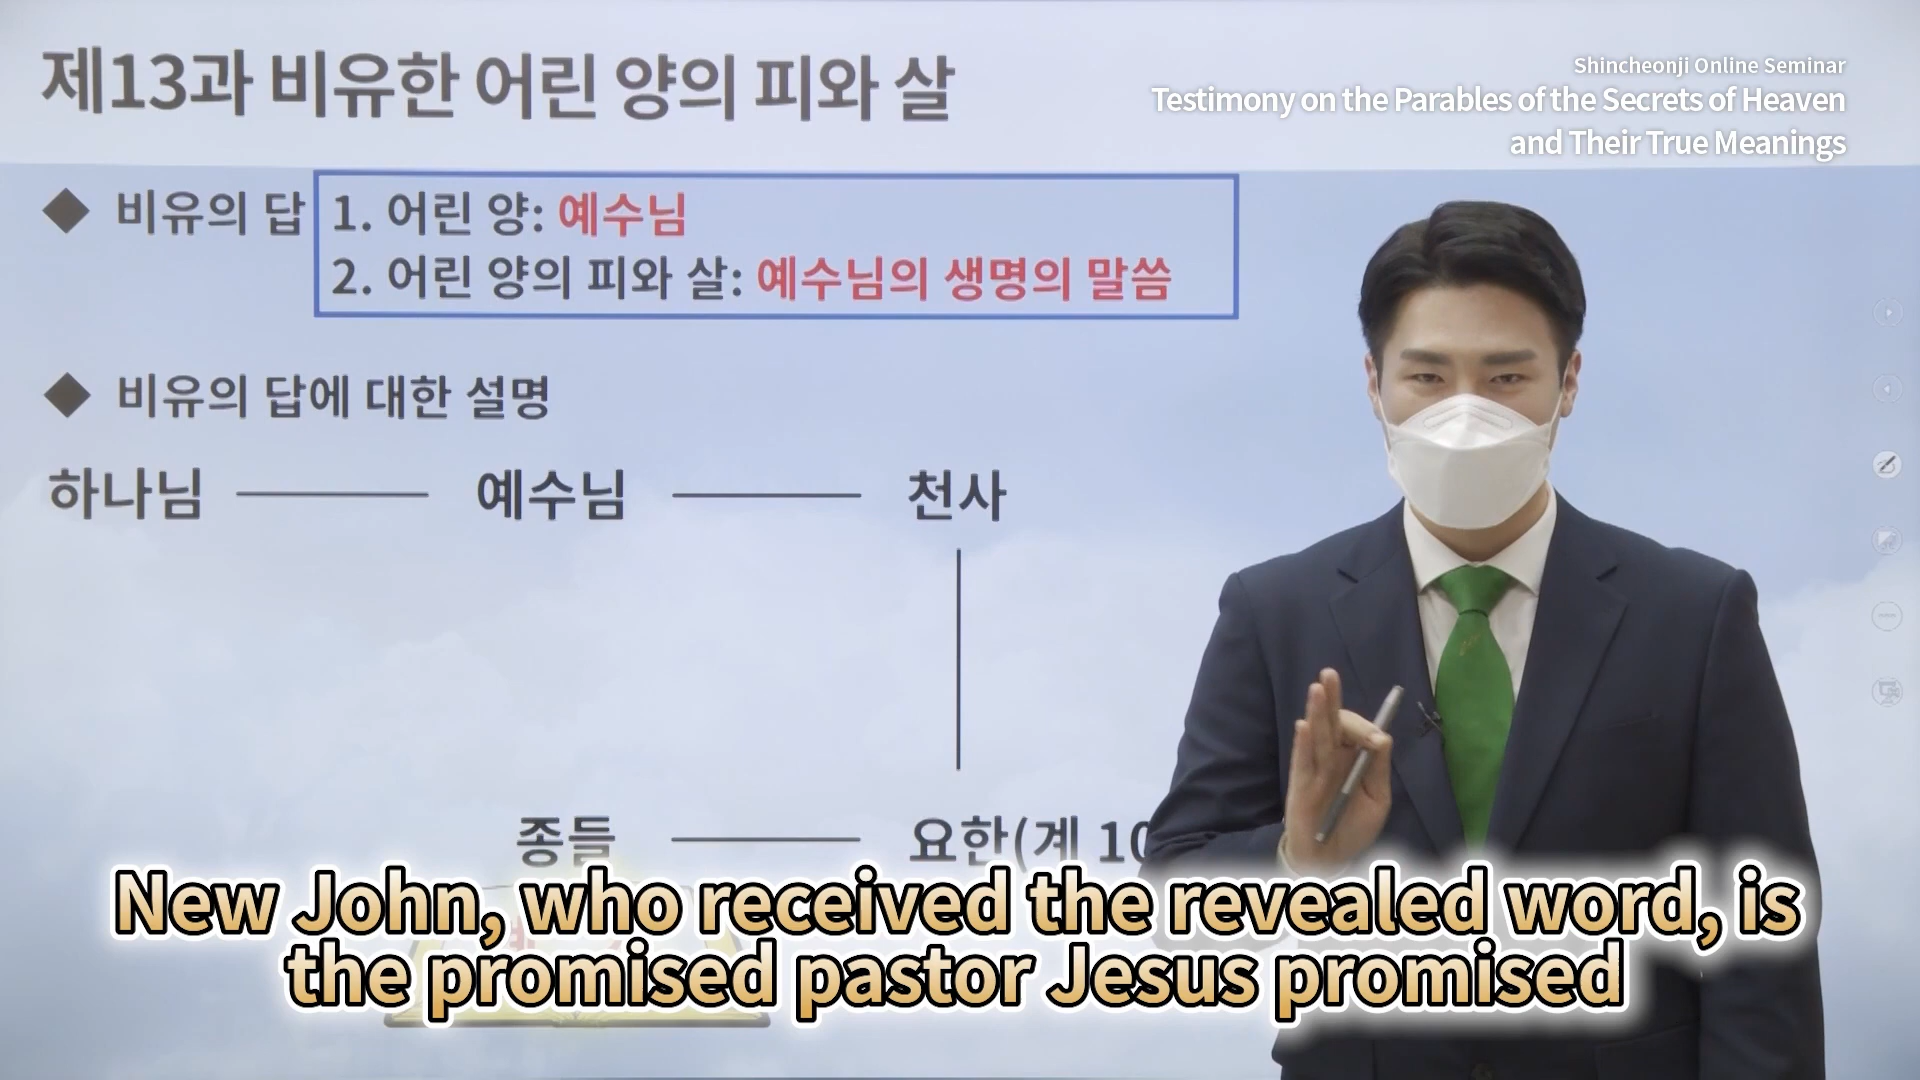 제13과 비유한 어린 양의 피와 살
Shincheonji Online Seminar
Testimony on the Parables of the Secrets of Heaven
and Their True Meanings
◆ 비유의 답
1. 어린 양: 예수님
2. 어린 양의 피와 살: 예수님의 생명의 말씀
◆ 비유의 답에 대한 설명
하나님 예수님 천사
종들 요한(계 10
New John, who received the revealed word, is
the promised pastor Jesus promised